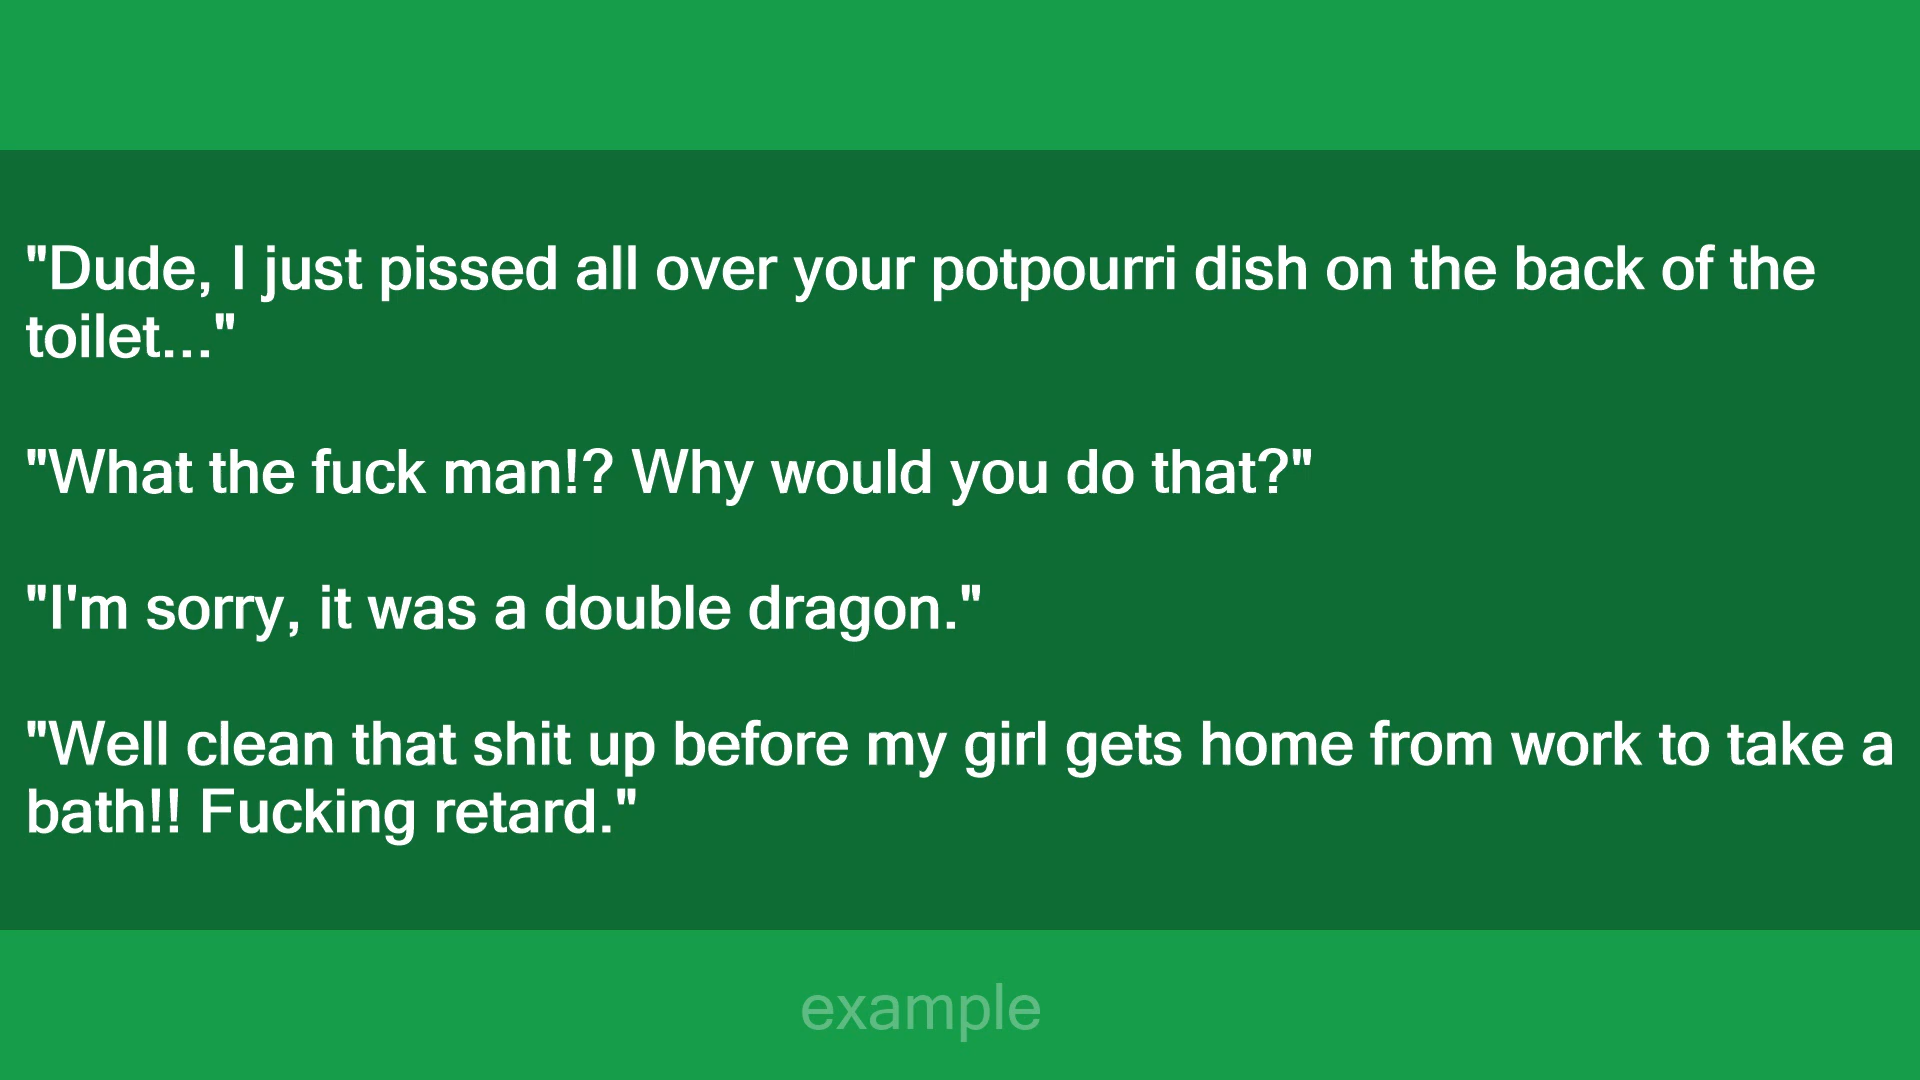 "Dude, I just pissed all over your potpourri dish on the back of the
toilet..."
"What the fuck man!? Why would you do that?"
"I'm sorry, it was a double dragon."
"Well clean that shit up before my girl gets home from work to take a
bath!! Fucking retard."
example